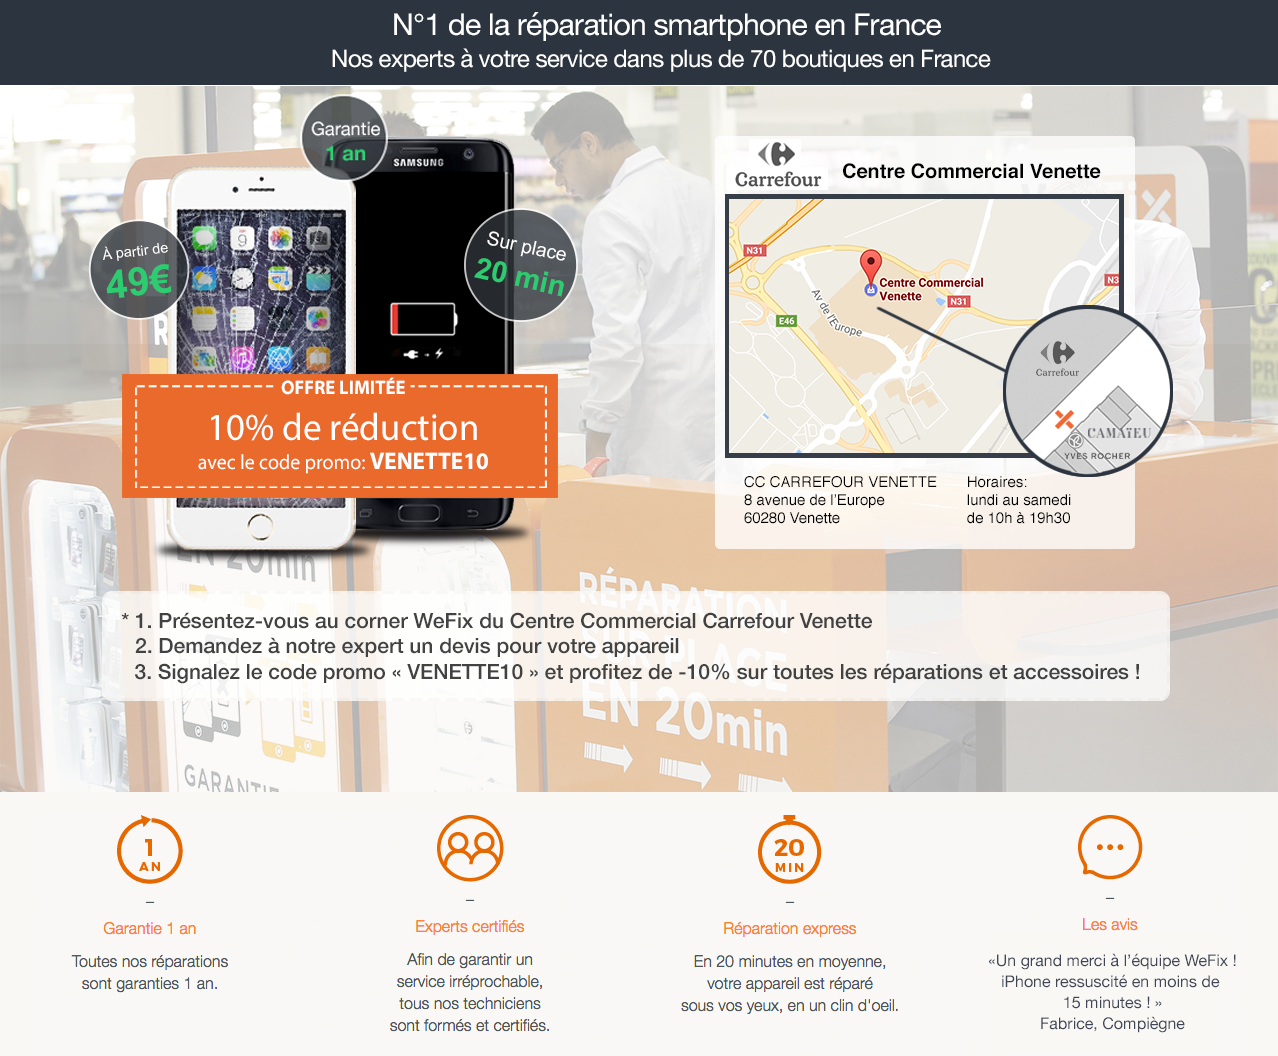 N°1 de la réparation smartphone en France
Nos experts à votre service dans plus de 70 boutiques en France
Garantie
1 an
SAMSUNG
À partir de
49€
Sur place
20 min
OFFRE LIMITÉE
10% de réduction
avec le code promo: VENETTE10
Carrefour
Centre Commercial Venette
N31
Centre Commercial
Venette
N31
N3
E46
Av de l'Europe
Carrefour
CAMAÏEU
YVES ROCHER
CC CARREFOUR VENETTE
8 avenue de l'Europe
60280 Venette
Horaires:
lundi au samedi
de 10h à 19h30
EN 20min
RÉPARATION
SUR PLACE
EN 20min
GARANTIE
* 1. Présentez-vous au corner WeFix du Centre Commercial Carrefour Venette
2. Demandez à notre expert un devis pour votre appareil
3. Signalez le code promo « VENETTE10 » et profitez de -10% sur toutes les réparations et accessoires !
1
AN
–
Garantie 1 an
Toutes nos réparations
sont garanties 1 an.
–
Experts certifiés
Afin de garantir un
service irréprochable,
tous nos techniciens
sont formés et certifiés.
20
MIN
–
Réparation express
En 20 minutes en moyenne,
votre appareil est réparé
sous vos yeux, en un clin d'oeil.
–
Les avis
«Un grand merci à l'équipe WeFix !
iPhone ressuscité en moins de
15 minutes ! »
Fabrice, Compiègne